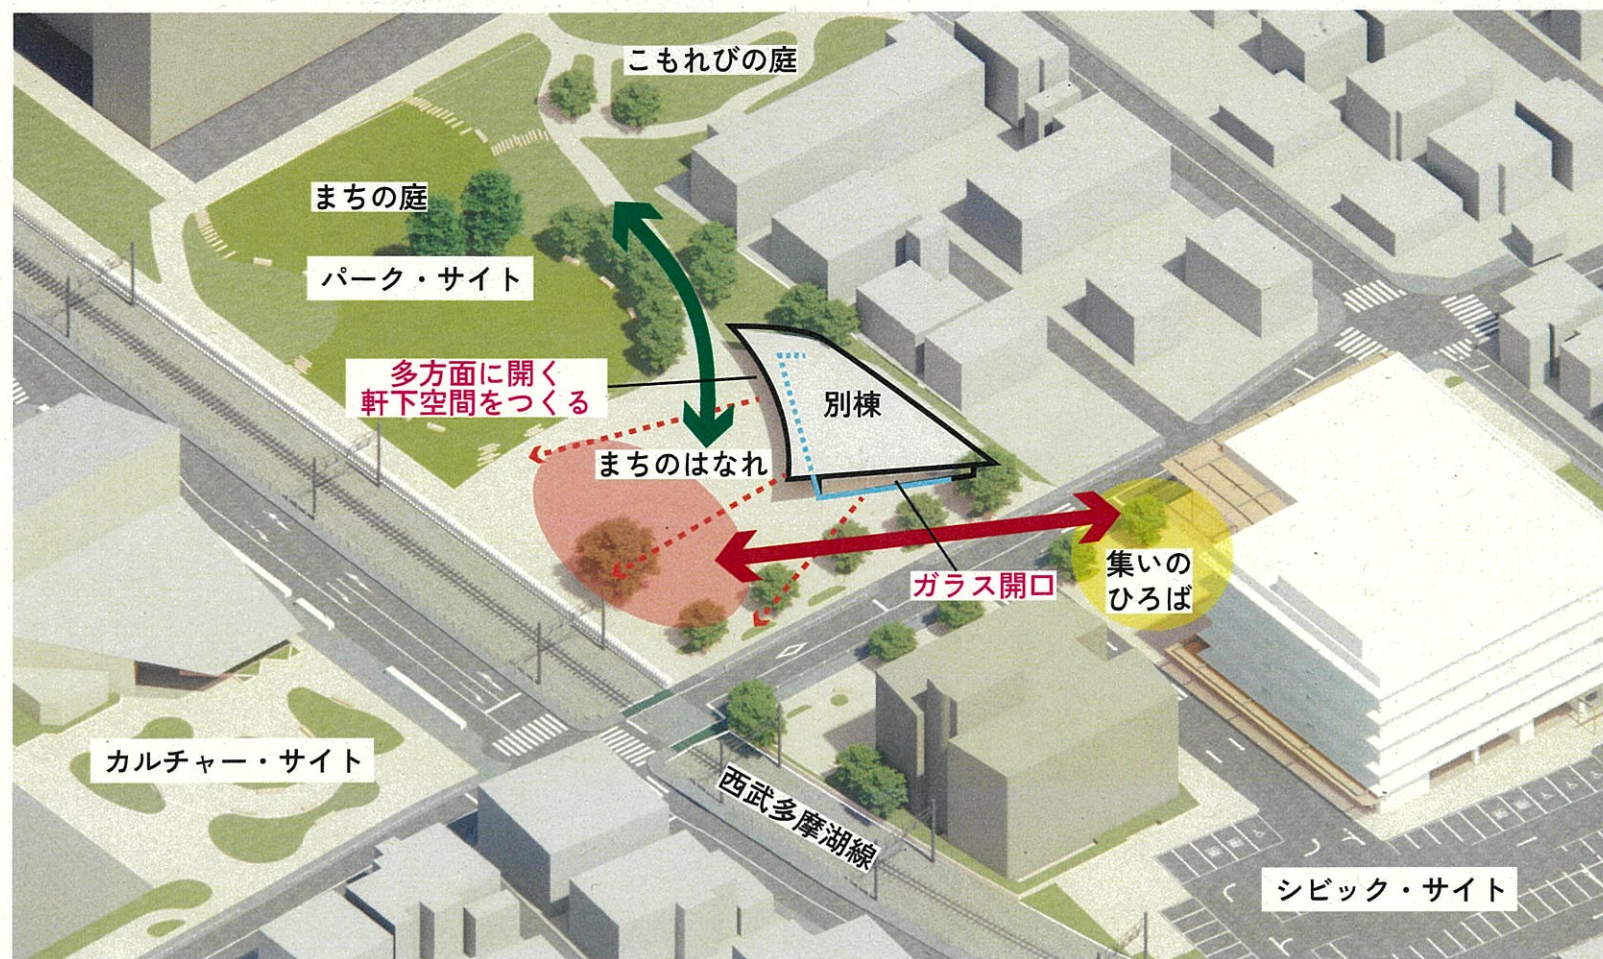 こもれびの庭
まちの庭
パーク・サイト
多方面に開く
軒下空間をつくる
別棟
まちのはなれ
ガラス開口
集いの
ひろば
カルチャー・サイト
西武多摩湖線
シビック・サイト